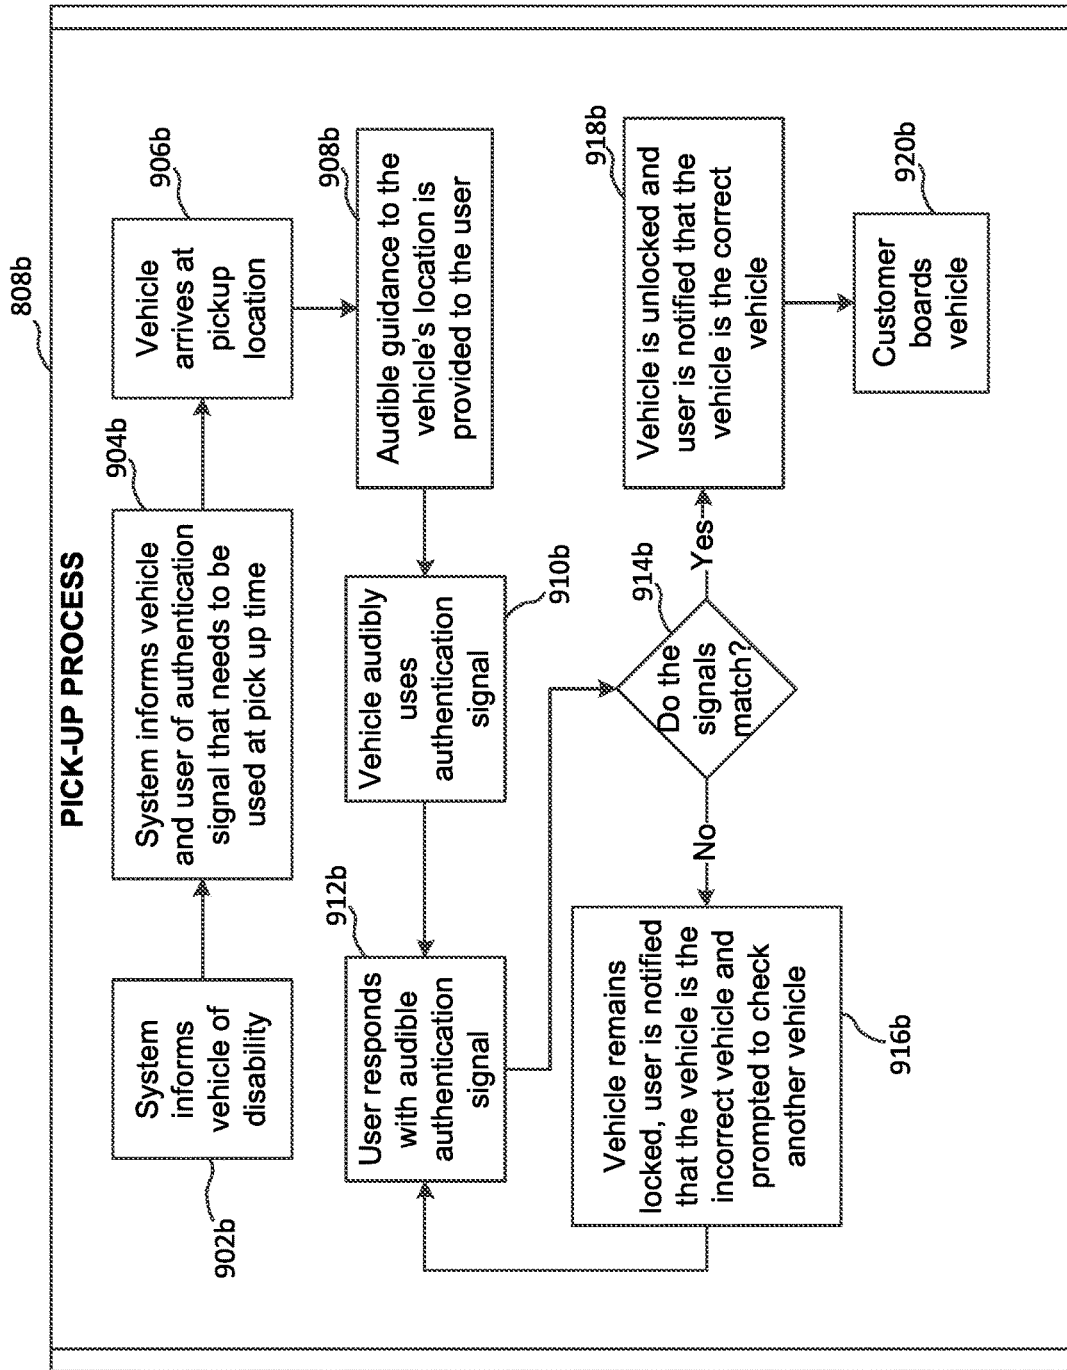 808b
PICK-UP PROCESS
902b
System
informs
vehicle of
disability
904b
System informs vehicle
and user of authentication
signal that needs to be
used at pick up time
906b
Vehicle
arrives at
pickup
location
908b
Audible guidance to the
vehicle's location is
provided to the user
910b
Vehicle audibly
uses
authentication
signal
912b
User responds
with audible
authentication
signal
914b
Do the
signals
match?
No
Yes
916b
Vehicle remains
locked, user is notified
that the vehicle is the
incorrect vehicle and
prompted to check
another vehicle
918b
Vehicle is unlocked and
user is notified that the
vehicle is the correct
vehicle
920b
Customer
boards
vehicle